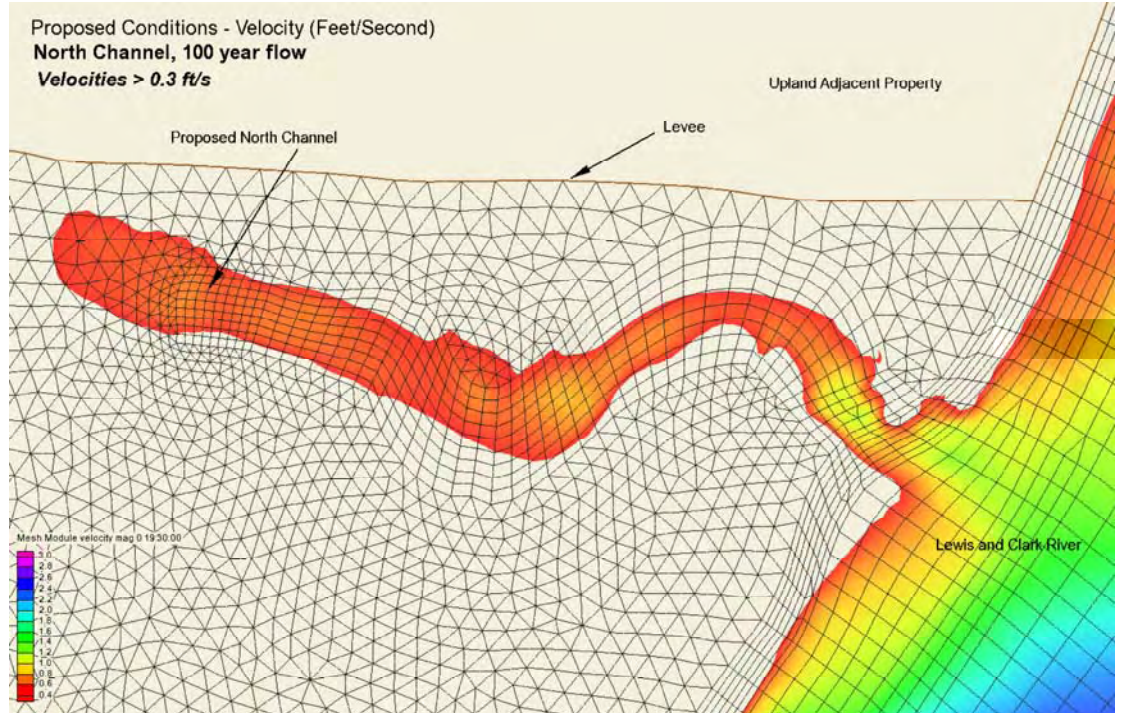 Proposed Conditions - Velocity (Feet/Second)
North Channel, 100 year flow
Velocities > 0.3 ft/s
Upland Adjacent Property
Levee
Proposed North Channel
Lewis and Clark River
Mesh Module velocity mag 0 19:30:00
3.0
2.8
2.6
2.4
2.2
2.0
1.8
1.6
1.4
1.2
1.0
0.8
0.6
0.4